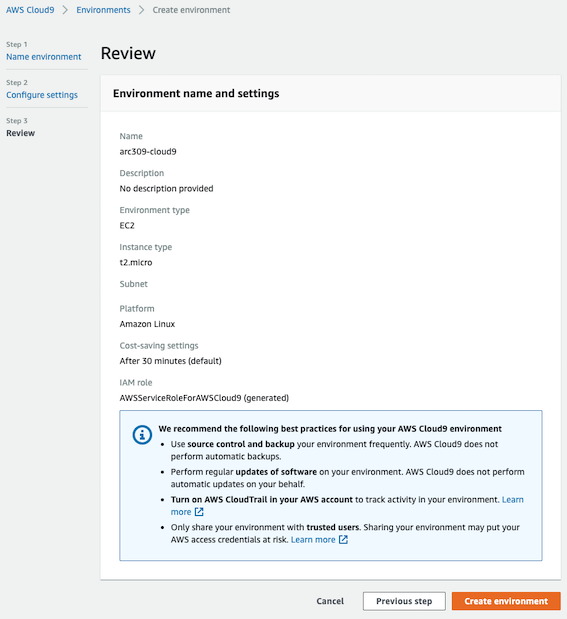 AWS Cloud9 > Environments > Create environment
Step 1
Name environment
Step 2
Configure settings
Step 3
Review
Review
Environment name and settings
Name
arc309-cloud9
Description
No description provided
Environment type
EC2
Instance type
t2.micro
Subnet
Platform
Amazon Linux
Cost-saving settings
After 30 minutes (default)
IAM role
AWSServiceRoleForAWSCloud9 (generated)
We recommend the following best practices for using your AWS Cloud9 environment
• Use source control and backup your environment frequently. AWS Cloud9 does not
perform automatic backups.
• Perform regular updates of software on your environment. AWS Cloud9 does not perform
automatic updates on your behalf.
• Turn on AWS CloudTrail in your AWS account to track activity in your environment. Learn
more
• Only share your environment with trusted users. Sharing your environment may put your
AWS access credentials at risk. Learn more
Cancel
Previous step
Create environment